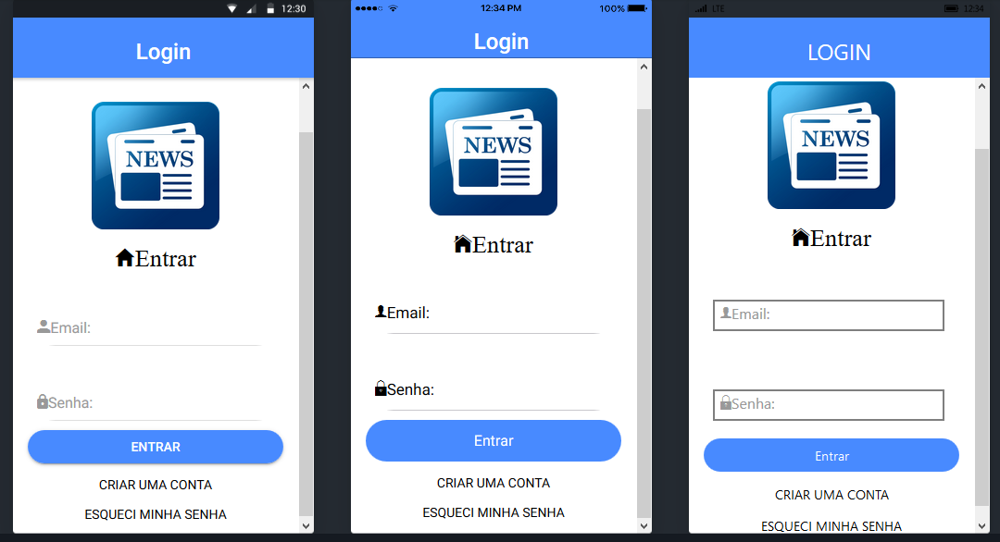 12:30
Login
NEWS
Entrar
Email:
Senha:
ENTRAR
CRIAR UMA CONTA
ESQUECI MINHA SENHA
12:34 PM
100%
Login
NEWS
Entrar
Email:
Senha:
Entrar
CRIAR UMA CONTA
ESQUECI MINHA SENHA
LTE
12:34
LOGIN
NEWS
Entrar
Email:
Senha:
Entrar
CRIAR UMA CONTA
ESQUECI MINHA SENHA